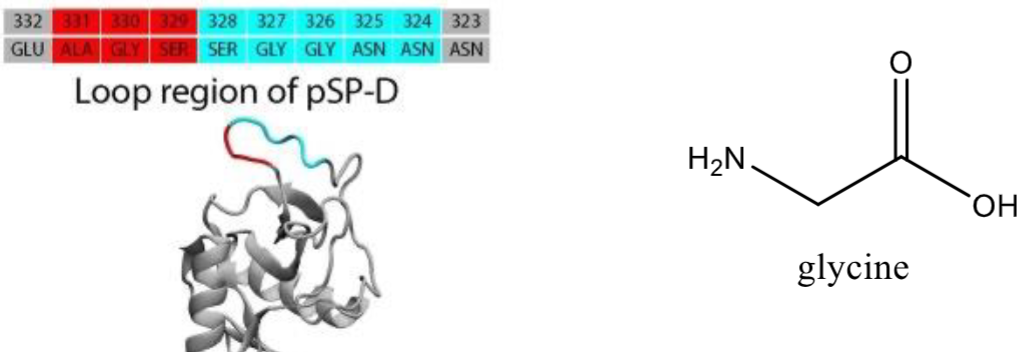 332 331 330 329 328 327 326 325 324 323
GLU ALA GLY SER SER GLY GLY ASN ASN ASN
Loop region of pSP-D
O
H₂N
OH
glycine